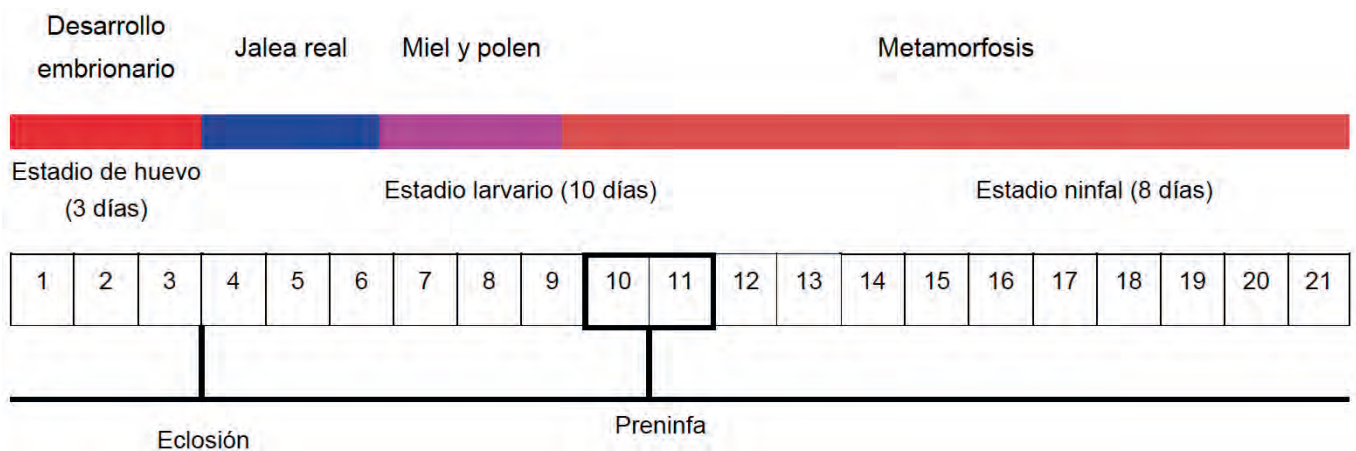 Desarrollo
embrionario
Jalea real
Miel y polen
Metamorfosis
Estadio de huevo
(3 días)
Estadio larvario (10 días)
Estadio ninfal (8 días)
1 2 3 4 5 6 7 8 9 10 11 12 13 14 15 16 17 18 19 20 21
Eclosión
Preninfa